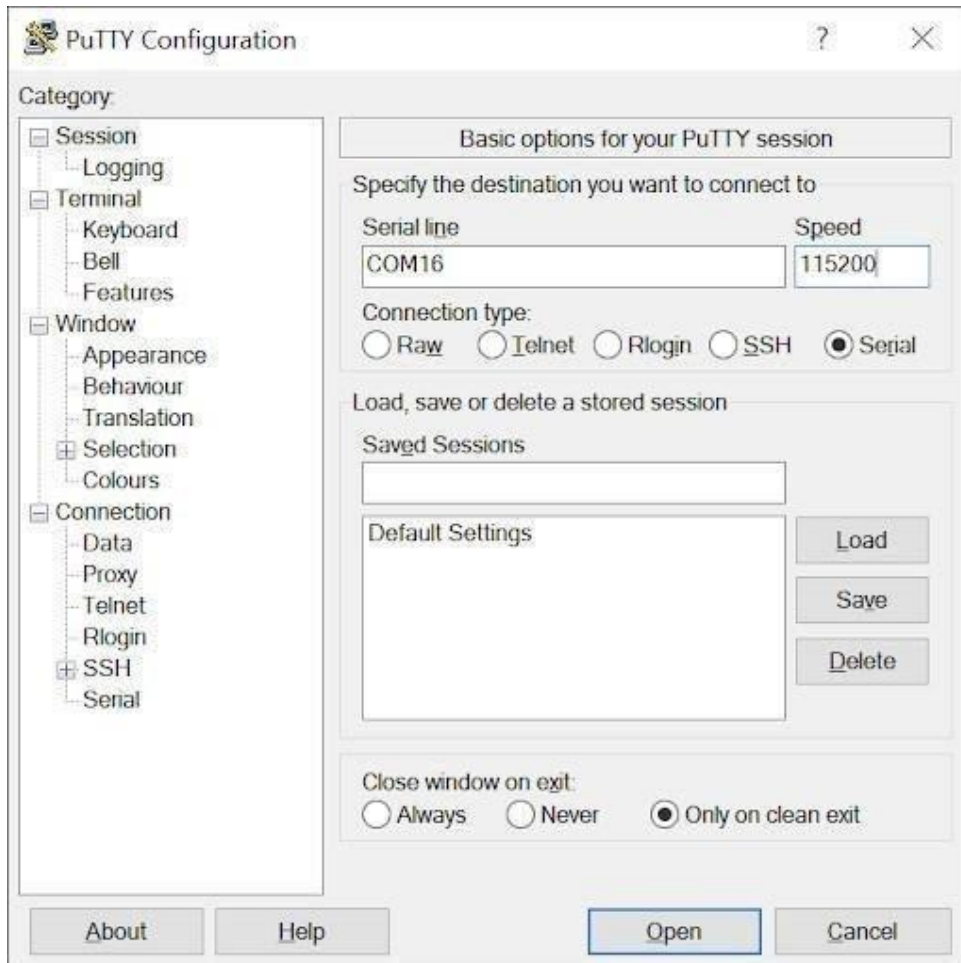 PuTTY Configuration
?
Category:
Session
Logging
Terminal
Keyboard
Bell
Features
Window
Appearance
Behaviour
Translation
Selection
Colours
Connection
Data
Proxy
Telnet
Rlogin
SSH
Serial
Basic options for your PuTTY session
Specify the destination you want to connect to
Serial line Speed
COM16 115200
Connection type:
Raw Telnet Rlogin SSH Serial
Load, save or delete a stored session
Saved Sessions
Default Settings
Load
Save
Delete
Close window on exit:
Always Never Only on clean exit
About Help Open Cancel